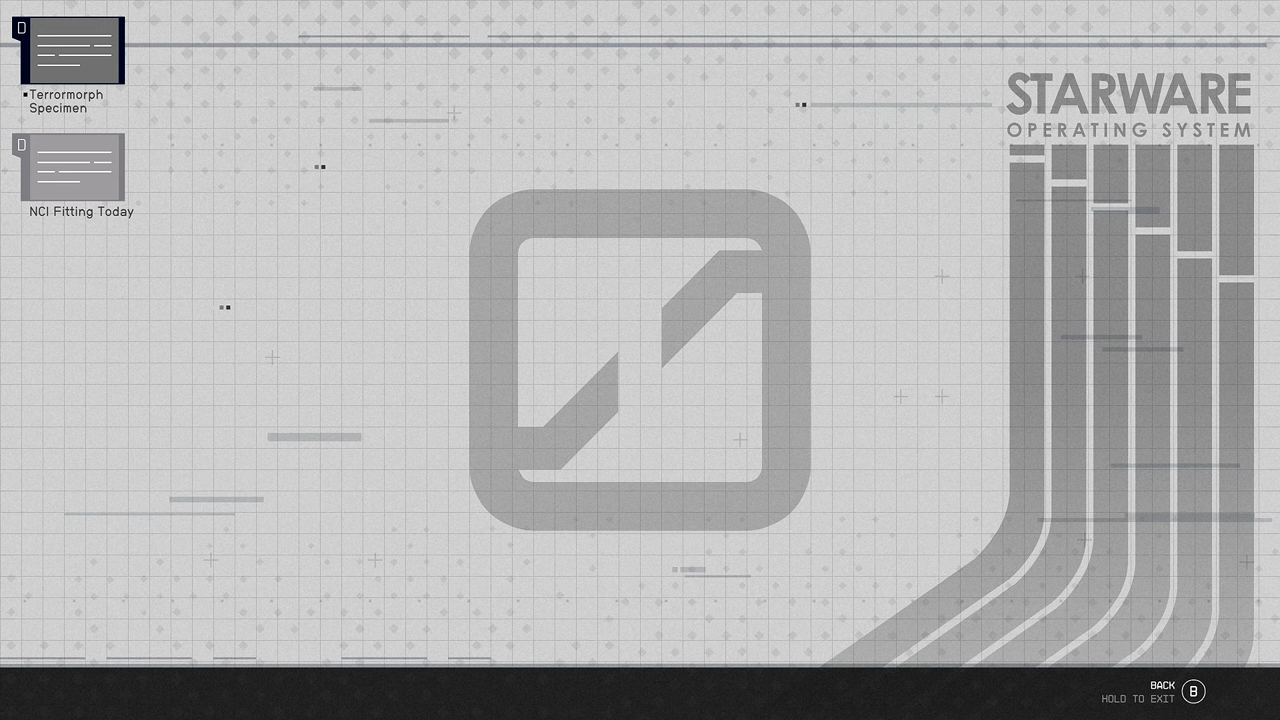 D
Terrormorph
Specimen
D
NCI Fitting Today
STARWARE
OPERATING SYSTEM
BACK
HOLD TO EXIT
B